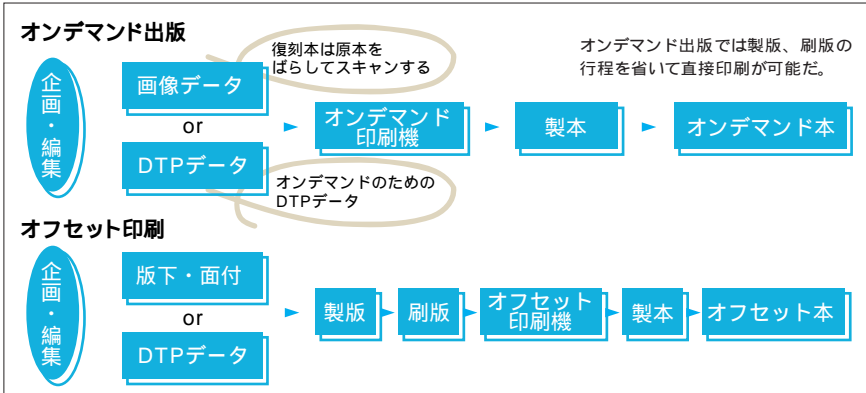 オンデマンド出版
復刻本は原本を
ばらしてスキャンする
オンデマンド出版では製版、刷版の
行程を省いて直接印刷が可能だ。
企画・編集
画像データ
or
DTPデータ
オンデマンド
印刷機
製本
オンデマンド本
オンデマンドのための
DTPデータ
オフセット印刷
企画・編集
版下・面付
or
DTPデータ
製版
刷版
オフセット
印刷機
製本
オフセット本